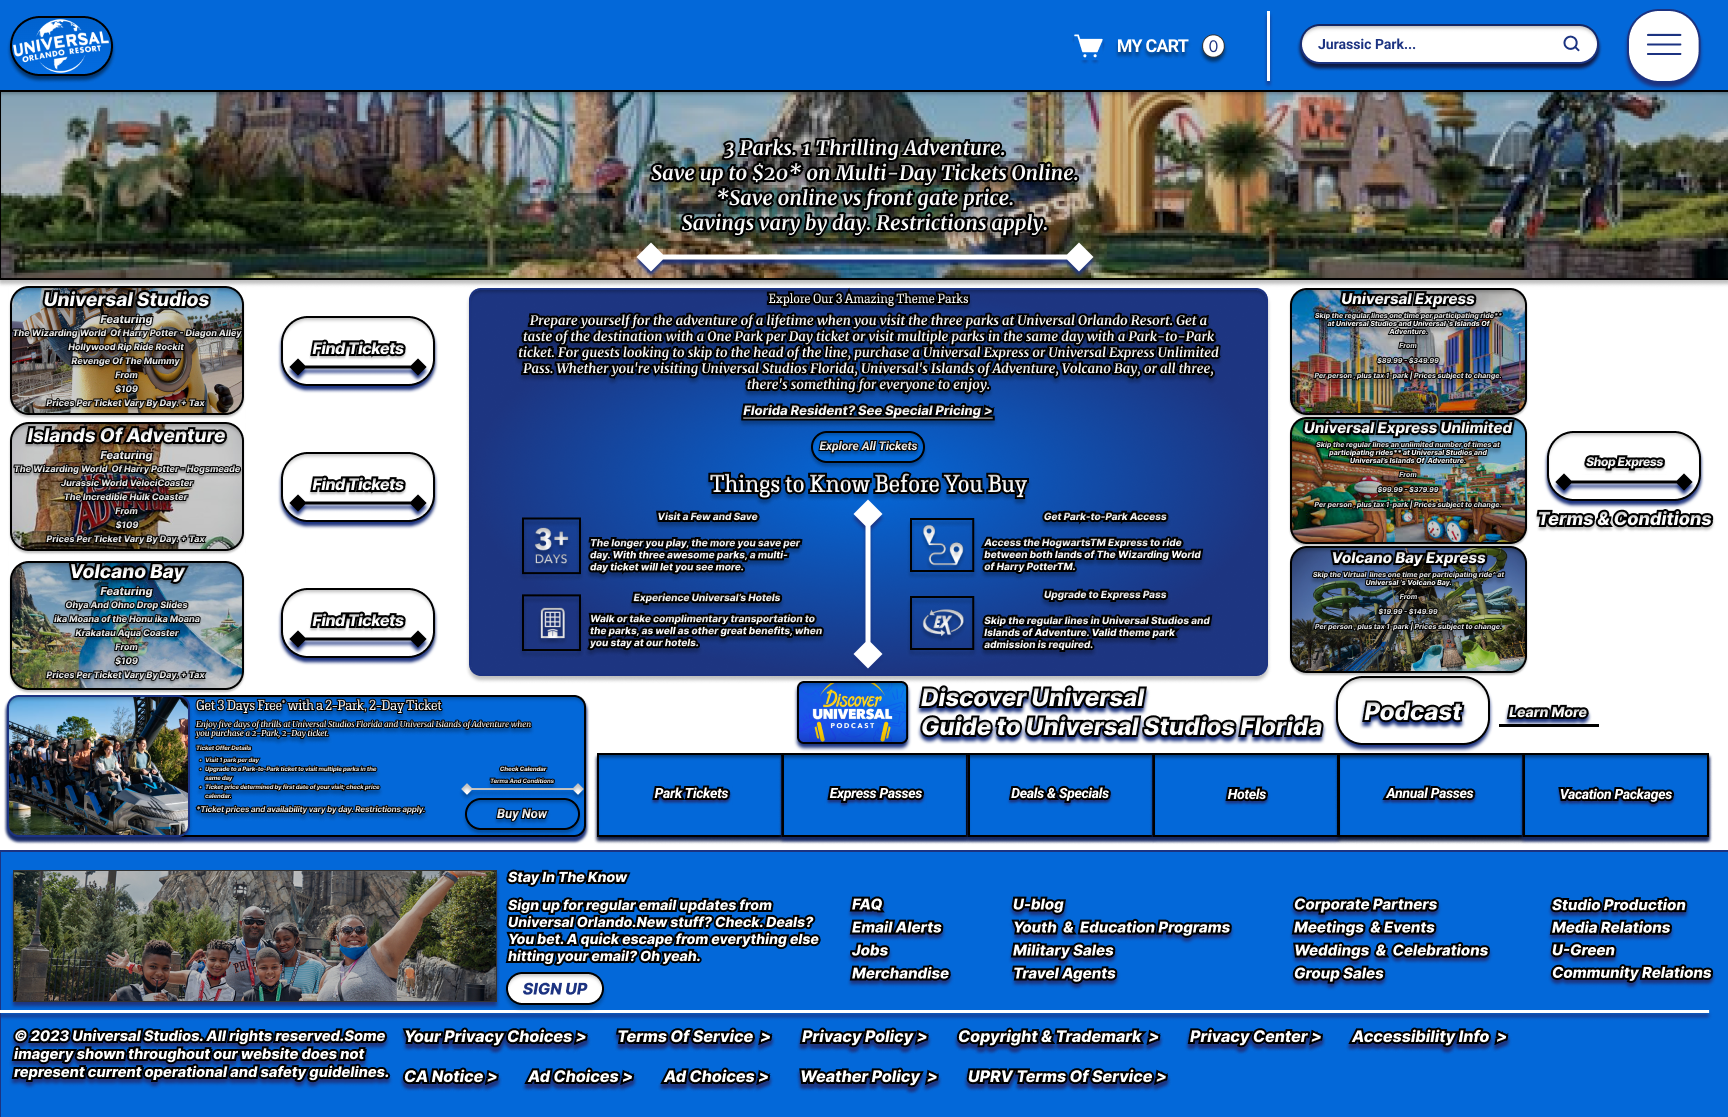 UNIVERSAL
ORLANDO RESORT
MY CART 0
Jurassic Park...
3 Parks. 1 Thrilling Adventure.
Save up to $20* on Multi-Day Tickets Online.
*Save online vs front gate price.
Savings vary by day. Restrictions apply.
Universal Studios
Featuring
The Wizarding World Of Harry Potter - Diagon Alley
Hollywood Rip Ride Rockit
Revenge Of The Mummy
From
$109
Prices Per Ticket Vary By Day. + Tax
Find Tickets
Islands Of Adventure
Featuring
The Wizarding World Of Harry Potter - Hogsmeade
Jurassic World VelociCoaster
The Incredible Hulk Coaster
From
$109
Prices Per Ticket Vary By Day. + Tax
Find Tickets
Volcano Bay
Featuring
Ohya And Ohno Drop Slides
ika Moana of the Honu ika Moana
Krakatau Aqua Coaster
From
$109
Prices Per Ticket Vary By Day. + Tax
Find Tickets
Explore Our 3 Amazing Theme Parks
Prepare yourself for the adventure of a lifetime when you visit the three parks at Universal Orlando Resort. Get a
taste of the destination with a One Park per Day ticket or visit multiple parks in the same day with a Park-to-Park
ticket. For guests looking to skip to the head of the line, purchase a Universal Express or Universal Express Unlimited
Pass. Whether you're visiting Universal Studios Florida, Universal's Islands of Adventure, Volcano Bay, or all three,
there's something for everyone to enjoy.
Florida Resident? See Special Pricing >
Explore All Tickets
Things to Know Before You Buy
3+
DAYS
Visit a Few and Save
The longer you play, the more you save per
day. With three awesome parks, a multi-
day ticket will let you see more.
Experience Universal's Hotels
Walk or take complimentary transportation to
the parks, as well as other great benefits, when
you stay at our hotels.
Get Park-to-Park Access
Access the HogwartsTM Express to ride
between both lands of The Wizarding World
of Harry PotterTM.
EX
Upgrade to Express Pass
Skip the regular lines in Universal Studios and
Islands of Adventure. Valid theme park
admission is required.
Universal Express
Skip the regular lines one time per participating ride**
at Universal Studios and Universal's Islands Of
Adventure.
From
$89.99 - $349.99
Per person , plus tax 1-park | Prices subject to change.
Universal Express Unlimited
Skip the regular lines an unlimited number of times at
participating rides** at Universal Studios and
Universal's Islands Of Adventure.
From
$99.99 - $379.99
Per person , plus tax 1-park | Prices subject to change.
Volcano Bay Express
Skip the Virtual lines one time per participating ride* at
Universal 's Volcano Bay.
From
$19.99 - $149.99
Per person , plus tax 1-park | Prices subject to change.
Shop Express
Terms & Conditions
Get 3 Days Free* with a 2-Park, 2-Day Ticket
Enjoy five days of thrills at Universal Studios Florida and Universal Islands of Adventure when
you purchase a 2-Park, 2-Day ticket.
Ticket Offer Details
• Visit 1 park per day
• Upgrade to a Park-to-Park ticket to visit multiple parks in the
same day
• Ticket price determined by first date of your visit; check price
calendar.
*Ticket prices and availability vary by day. Restrictions apply.
Check Calendar
Terms And Conditions
Buy Now
Discover
UNIVERSAL
PODCAST
Discover Universal
Guide to Universal Studios Florida
Podcast
Learn More
Park Tickets
Express Passes
Deals & Specials
Hotels
Annual Passes
Vacation Packages
Stay In The Know
Sign up for regular email updates from
Universal Orlando.New stuff? Check. Deals?
You bet. A quick escape from everything else
hitting your email? Oh yeah.
SIGN UP
FAQ
Email Alerts
Jobs
Merchandise
U-blog
Youth & Education Programs
Military Sales
Travel Agents
Corporate Partners
Meetings & Events
Weddings & Celebrations
Group Sales
Studio Production
Media Relations
U-Green
Community Relations
© 2023 Universal Studios. All rights reserved.Some
imagery shown throughout our website does not
represent current operational and safety guidelines.
Your Privacy Choices > Terms Of Service > Privacy Policy > Copyright & Trademark > Privacy Center > Accessibility Info >
CA Notice > Ad Choices > Ad Choices > Weather Policy > UPRV Terms Of Service >